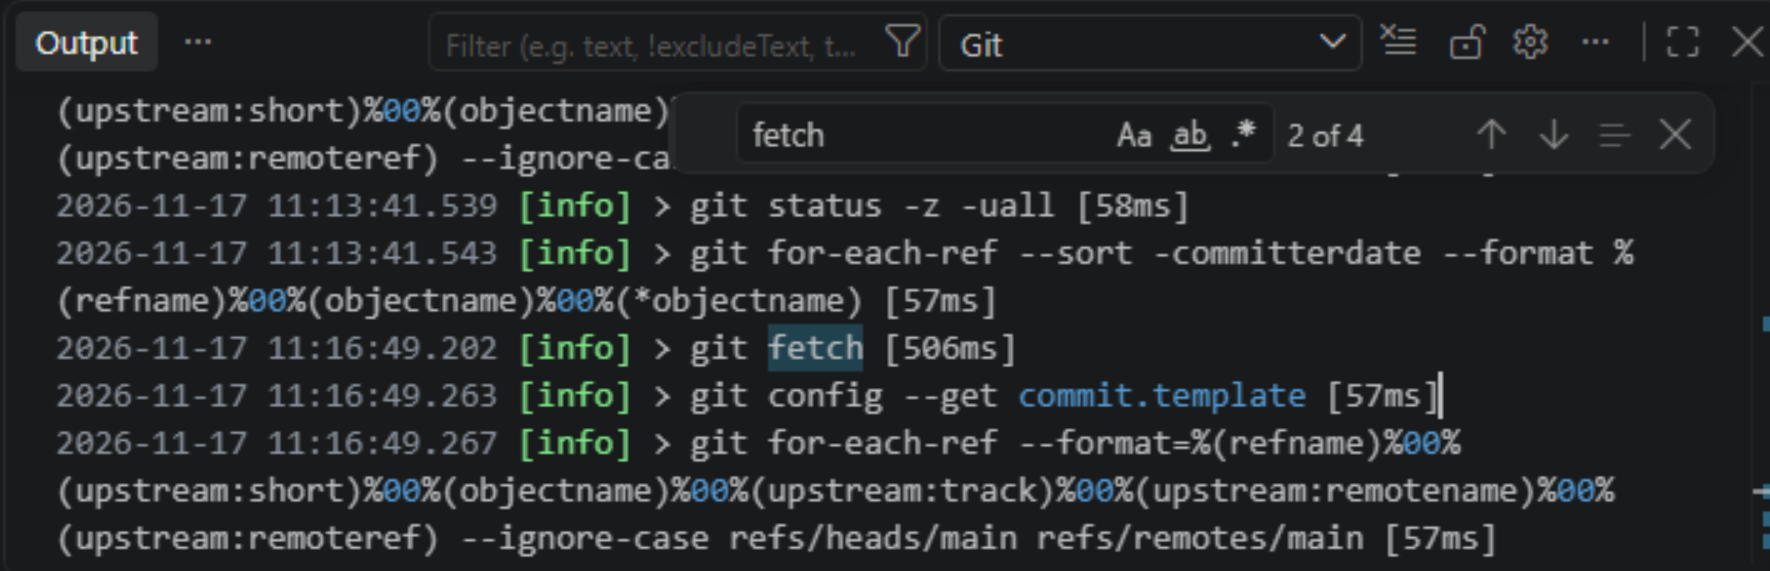 Output ··· Filter (e.g. text, !excludeText, t... Git ···
fetch Aa ab .* 2 of 4
(upstream:short)%00%(objectname)
(upstream:remoteref) --ignore-ca
2026-11-17 11:13:41.539 [info] > git status -z -uall [58ms]
2026-11-17 11:13:41.543 [info] > git for-each-ref --sort -committerdate --format %
(refname)%00%(objectname)%00%(*objectname) [57ms]
2026-11-17 11:16:49.202 [info] > git fetch [506ms]
2026-11-17 11:16:49.263 [info] > git config --get commit.template [57ms]
2026-11-17 11:16:49.267 [info] > git for-each-ref --format=%(refname)%00%
(upstream:short)%00%(objectname)%00%(upstream:track)%00%(upstream:remotename)%00%
(upstream:remoteref) --ignore-case refs/heads/main refs/remotes/main [57ms]